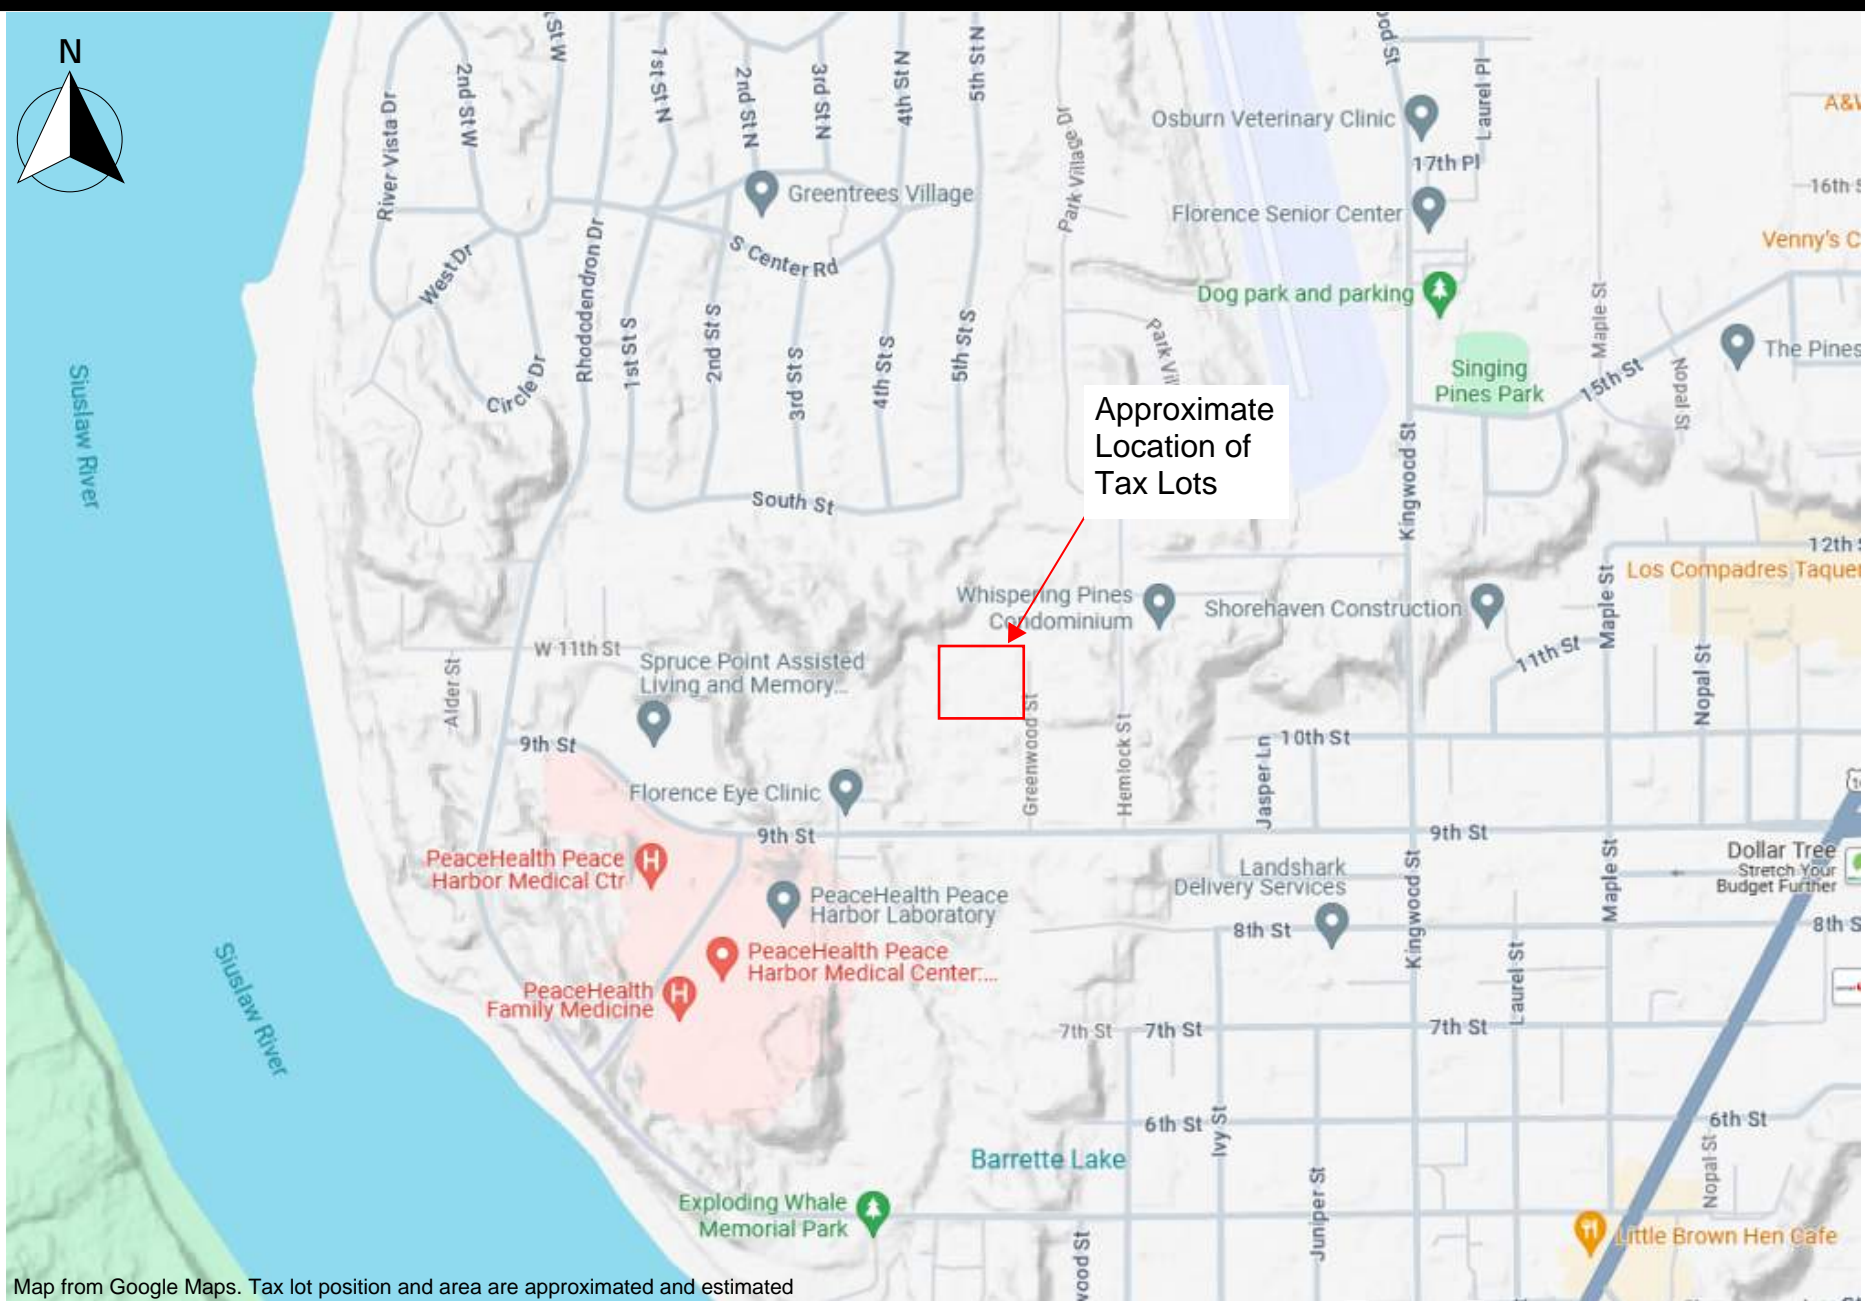 N
St W
1st St N
2nd St W
River Vista Dr
2nd St N
3rd St N
4th St N
5th St N
Park Village Dr
Kingwood St
Laurel Pl
A&W
Osburn Veterinary Clinic
17th Pl
16th S
Greentrees Village
Florence Senior Center
Venny's C
S Center Rd
West Dr
Rhododendron Dr
Dog park and parking
Maple St
Circle Dr
1st St S
2nd St S
3rd St S
4th St S
5th St S
Park Vil
Singing
Pines Park
15th St
Nopal St
The Pines
Siuslaw River
Approximate
Location of
Tax Lots
Kingwood St
South St
12th
Los Compadres Taquer
Whispering Pines
Condominium
Shorehaven Construction
Maple St
11th St
W 11th St
Spruce Point Assisted
Living and Memory...
Alder St
Nopal St
Greenwood St
Hemlock St
9th St
Jasper Ln
10th St
Florence Eye Clinic
9th St
9th St
PeaceHealth Peace
Harbor Medical Ctr
Landshark
Delivery Services
Kingwood St
Maple St
Dollar Tree
Stretch Your
Budget Further
PeaceHealth Peace
Harbor Laboratory
8th St
8th S
PeaceHealth Peace
Harbor Medical Center:...
PeaceHealth
Family Medicine
Siuslaw River
Laurel St
7th St
7th St
7th St
6th St
Ivy St
6th St
Barrette Lake
Juniper St
Nopal St
Exploding Whale
Memorial Park
wood St
Little Brown Hen Cafe
Map from Google Maps. Tax lot position and area are approximated and estimated